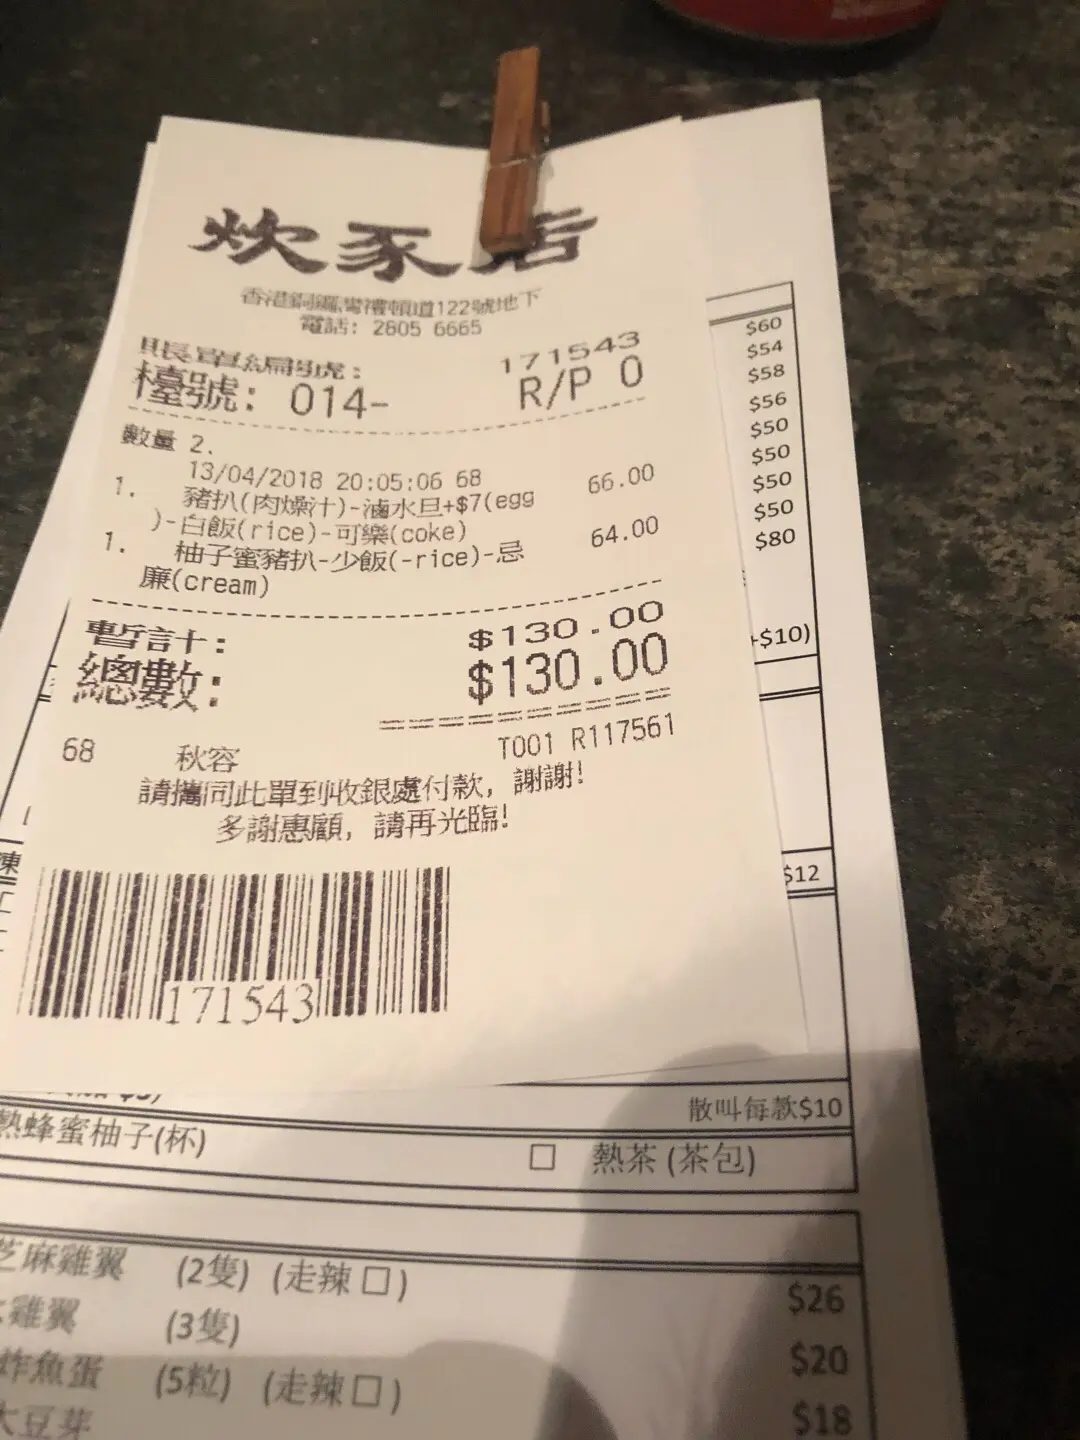 炊豕店
香港銅鑼灣禮頓道122號地下
電話: 2805 6665
賬單編號: 171543
檯號: 014- R/P 0
數量 2.
13/04/2018 20:05:06 68
1. 豬扒(肉燥汁)-滷水旦+$7(egg 66.00
)-白飯(rice)-可樂(coke)
1. 柚子蜜豬扒-少飯(-rice)-忌 64.00
廉(cream)
暫計: $130.00
總數: $130.00
68 秋容 T001 R117561
請攜同此單到收銀處付款, 謝謝!
多謝惠顧, 請再光臨!
171543
$60
$54
$58
$56
$50
$50
$50
$50
$80
+$10)
$12
散叫每款$10
熱蜂蜜柚子(杯) □ 熱茶 (茶包)
芝麻雞翼 (2隻) (走辣□) $26
雞翼 (3隻) $20
炸魚蛋 (5粒) (走辣□) $18
大豆芽